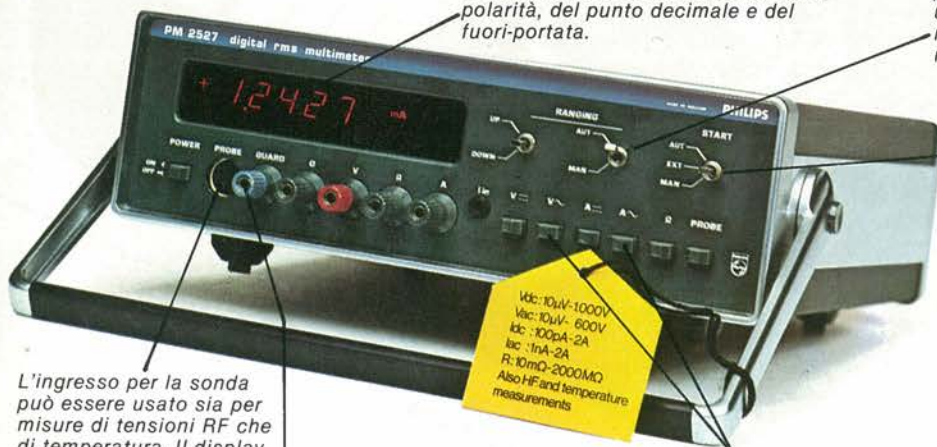 polarità, del punto decimale e del
fuori-portata.
PM 2527 digital rms multimeter
PHILIPS
+ 1.2427 mA
RANGING
START
UP
DOWN
AUT
MAN
AUT
EXT
MAN
POWER
ON
OFF
PROBE
GUARD
0
V
Ω
A
V
V
A
A
Ω
PROBE
Vdc:10µV-1000V
Vac:10µV- 600V
Idc :100pA-2A
Iac :1nA-2A
R:10mΩ-2000MΩ
Also HF and temperature
measurements
L'ingresso per la sonda
può essere usato sia per
misure di tensioni RF che
di temperatura. Il display